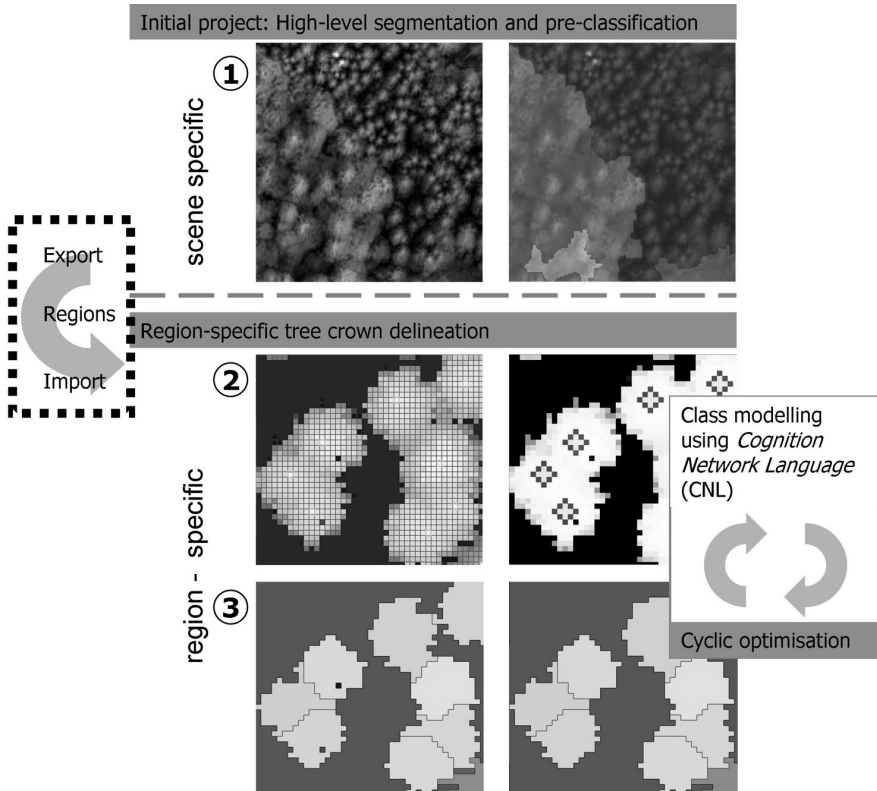 Initial project: High-level segmentation and pre-classification
1
scene specific
Export
Regions
Import
Region-specific tree crown delineation
2
Class modelling
using Cognition
Network Language
(CNL)
region - specific
3
Cyclic optimisation